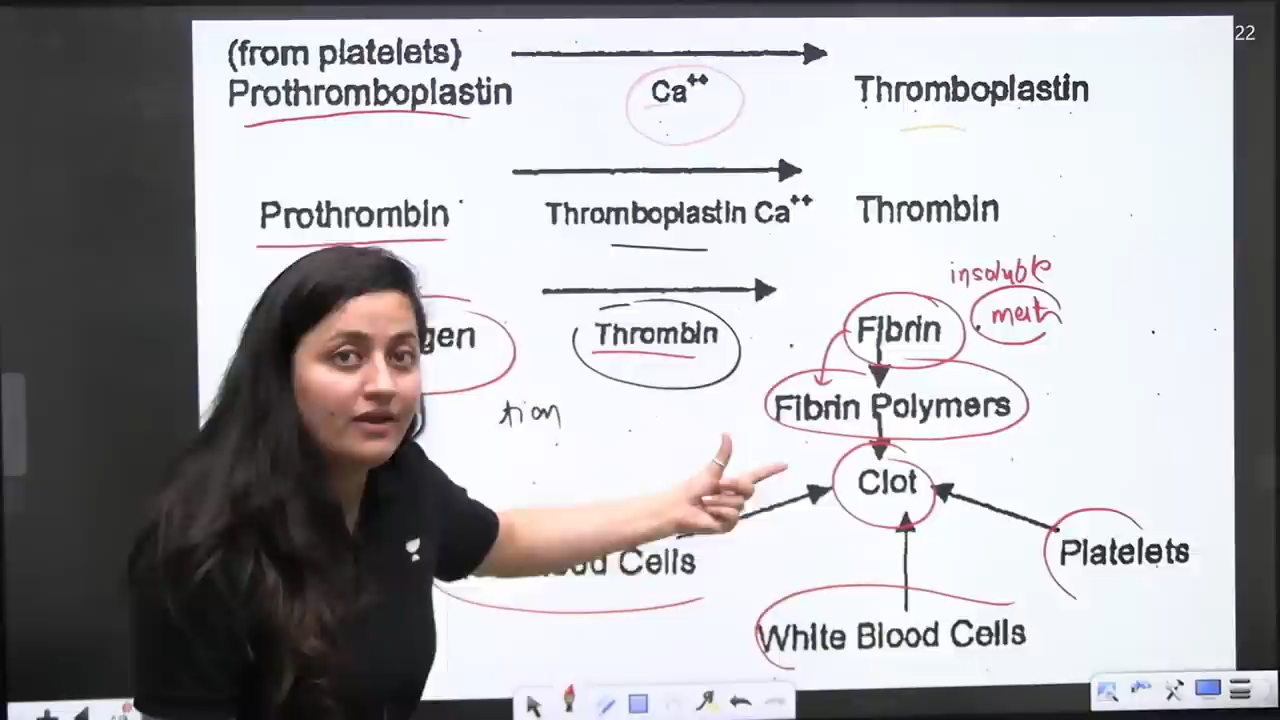 22
(from platelets)
Prothromboplastin
Ca++
Thromboplastin
Prothrombin
Thromboplastin Ca++
Thrombin
insoluble
gen
Thrombin
Fibrin
tion
Fibrin Polymers
Clot
Cells
Platelets
White Blood Cells